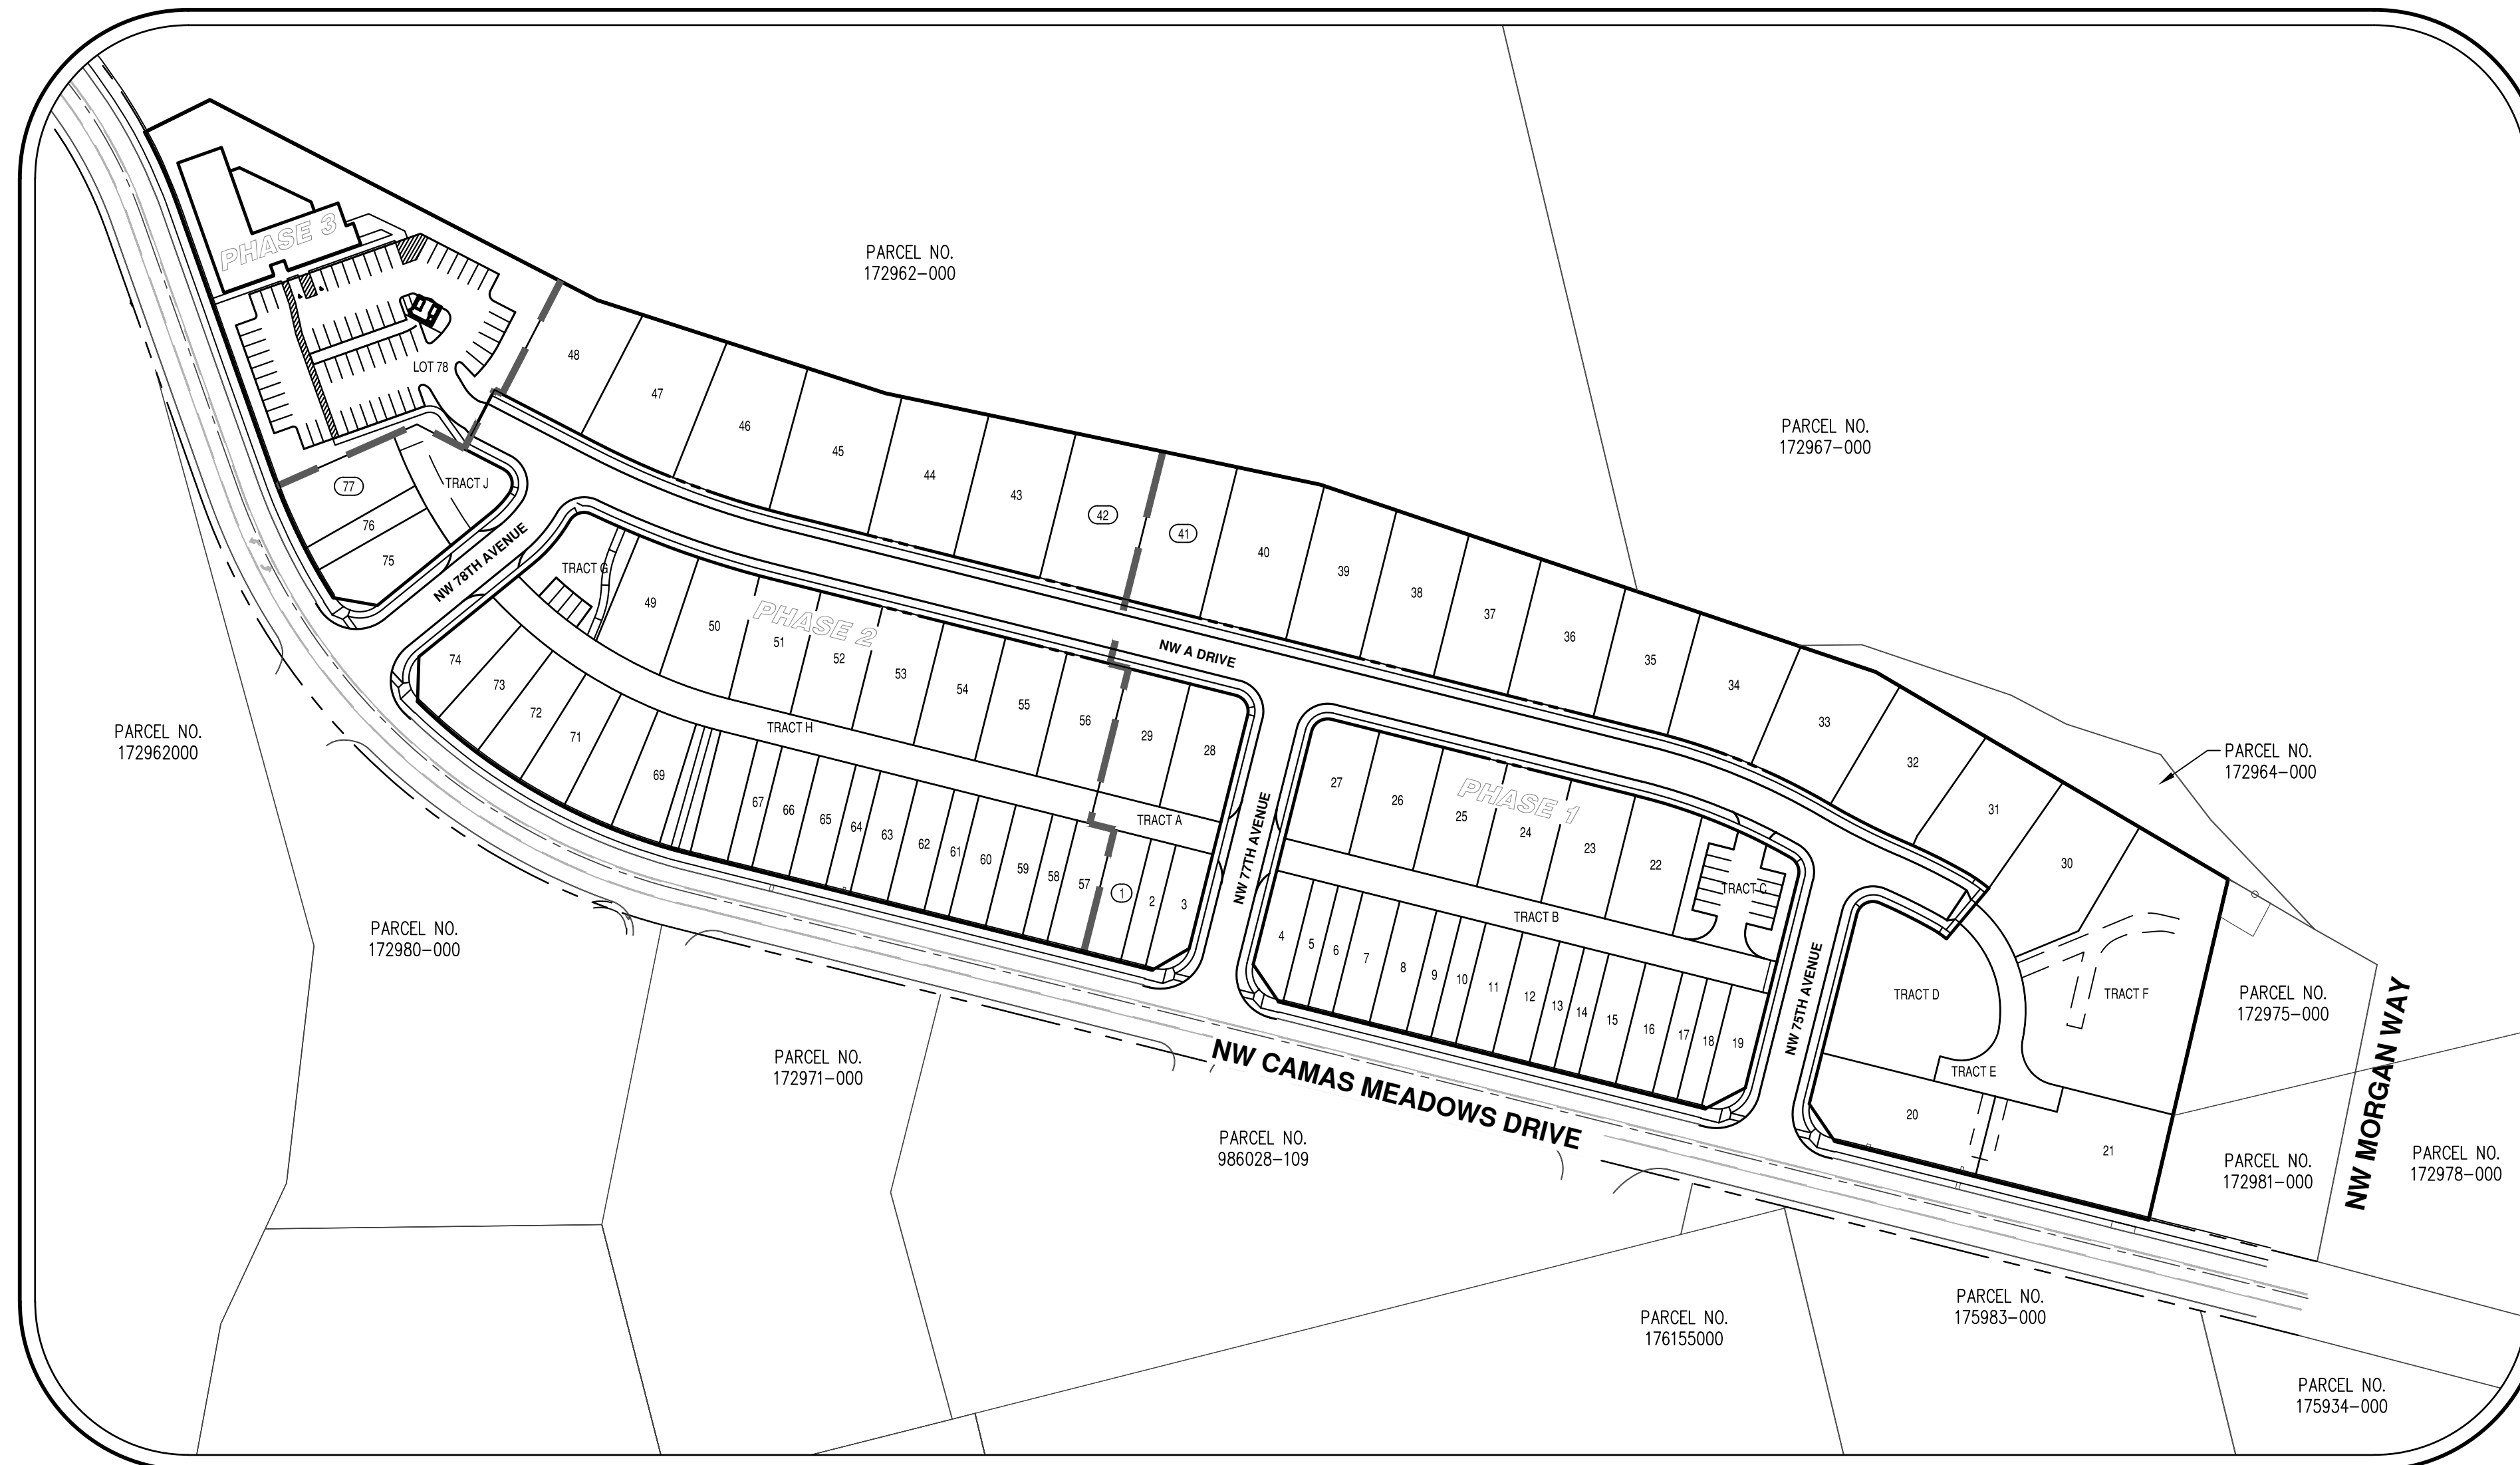 PHASE 3
LOT 78
PARCEL NO.
172962-000
48
47
46
45
44
43
42
41
40
39
38
37
36
35
34
33
32
31
30
PARCEL NO.
172967-000
77
76
75
TRACT J
NW 78TH AVENUE
TRACT G
49
50
51
52
53
54
55
56
29
28
PHASE 2
NW A DRIVE
74
73
72
71
69
TRACT H
67
66
65
64
63
62
61
60
59
58
57
TRACT A
1
2
3
NW 77TH AVENUE
27
26
25
24
23
22
PHASE 1
TRACT C
TRACT B
4
5
6
7
8
9
10
11
12
13
14
15
16
17
18
19
NW 75TH AVENUE
TRACT D
TRACT F
TRACT E
20
21
PARCEL NO.
172964-000
PARCEL NO.
172975-000
NW MORGAN WAY
PARCEL NO.
172981-000
PARCEL NO.
172978-000
PARCEL NO.
172962000
PARCEL NO.
172980-000
PARCEL NO.
172971-000
NW CAMAS MEADOWS DRIVE
PARCEL NO.
986028-109
PARCEL NO.
176155000
PARCEL NO.
175983-000
PARCEL NO.
175934-000